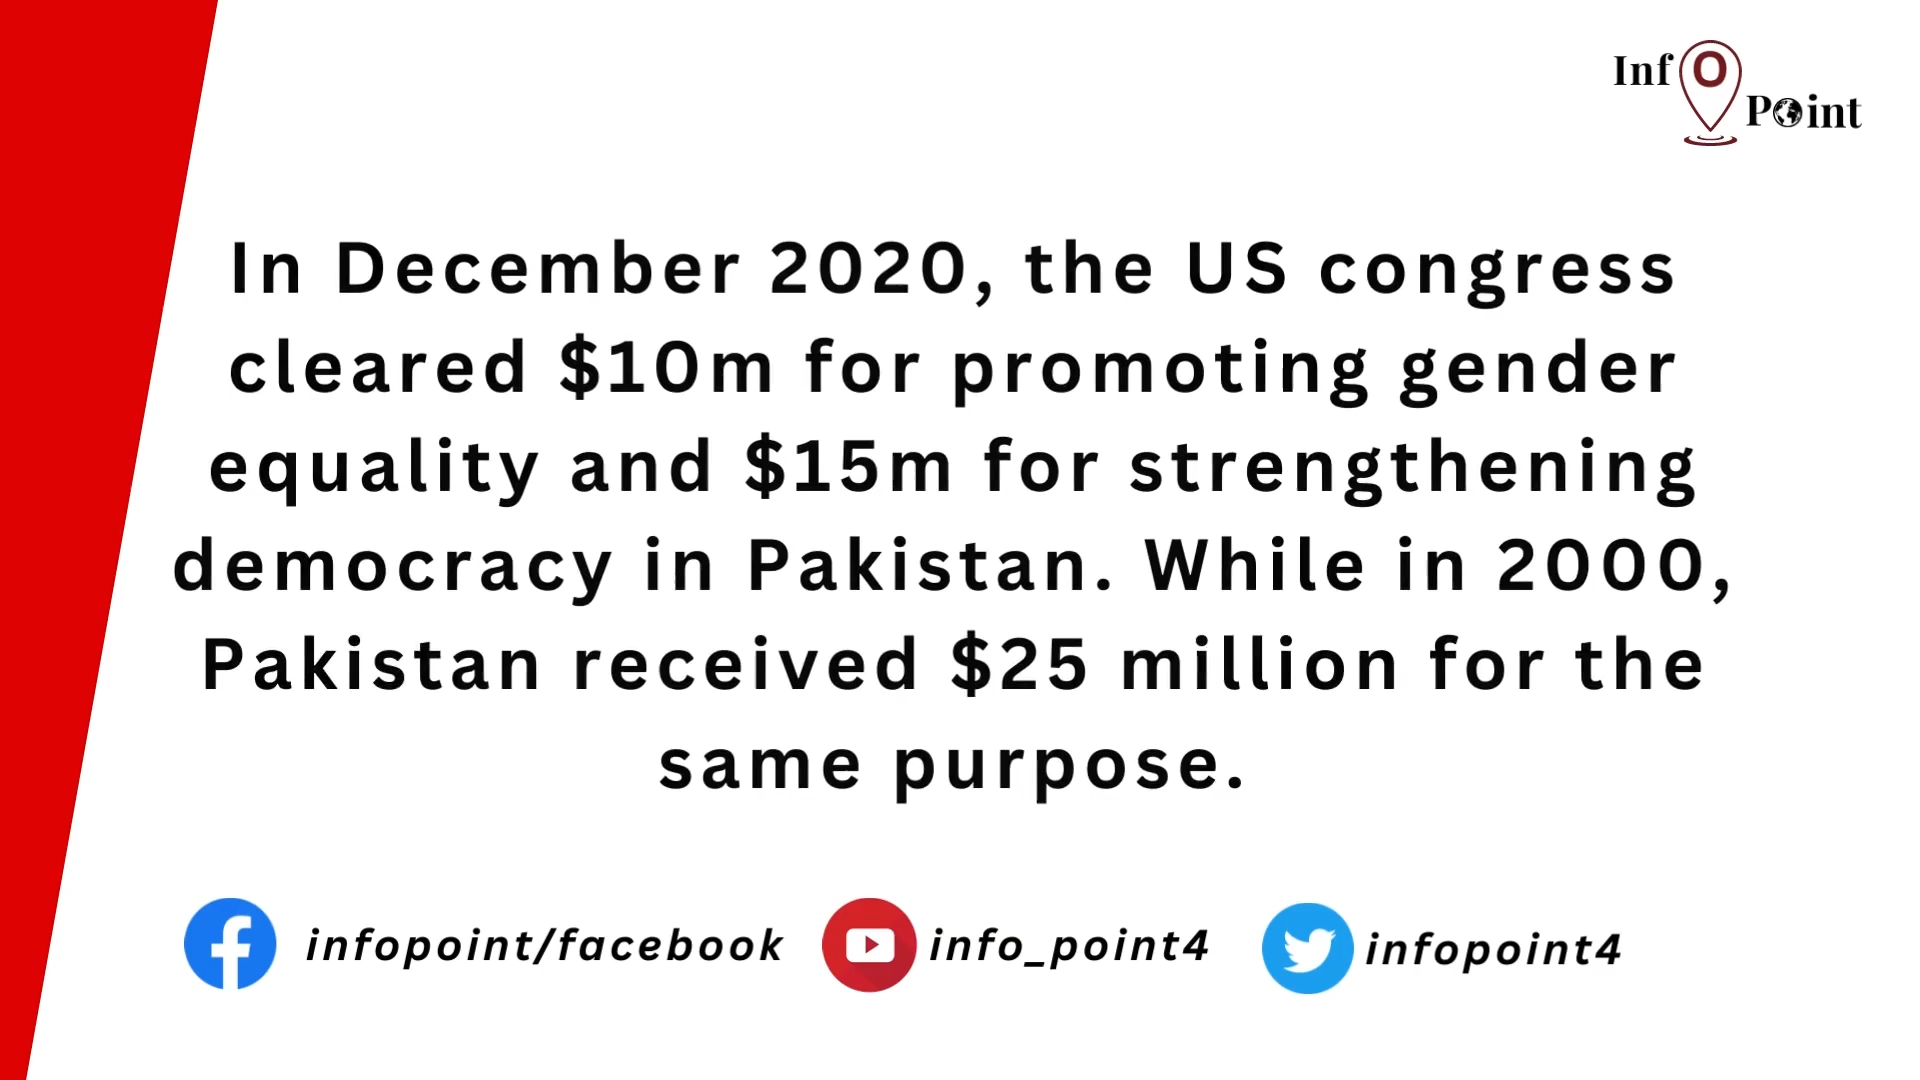 Info Point
In December 2020, the US congress
cleared $10m for promoting gender
equality and $15m for strengthening
democracy in Pakistan. While in 2000,
Pakistan received $25 million for the
same purpose.
infopoint/facebook
info_point4
infopoint4